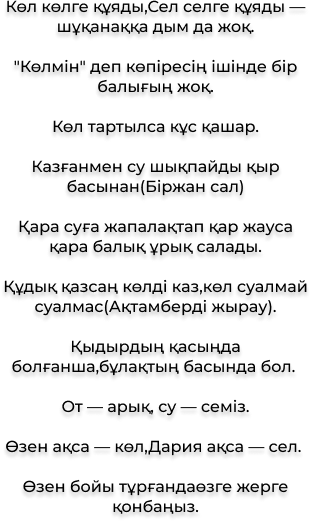 Көл көлге құяды,Сел селге құяды —
шұқанаққа дым да жоқ.
"Көлмін" деп көпіресің ішінде бір
балығың жоқ.
Көл тартылса құс қашар.
Казғанмен су шықпайды қыр
басынан(Біржан сал)
Қара суға жапалақтап қар жауса
қара балық ұрық салады.
Құдық қазсаң көлді каз,көл суалмай
суалмас(Ақтамберді жырау).
Қыдырдың қасыңда
болғанша,бұлақтың басында бол.
От — арық, су — семіз.
Өзен ақса — көл,Дария ақса — сел.
Өзен бойы тұрғандаөзге жерге
қонбаңыз.